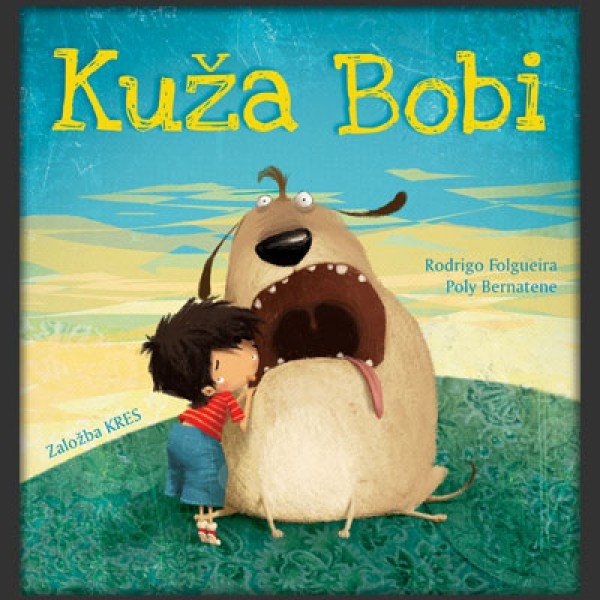 Kuža Bobi
Rodrigo Folgueira
Poly Bernatene
Založba KRES